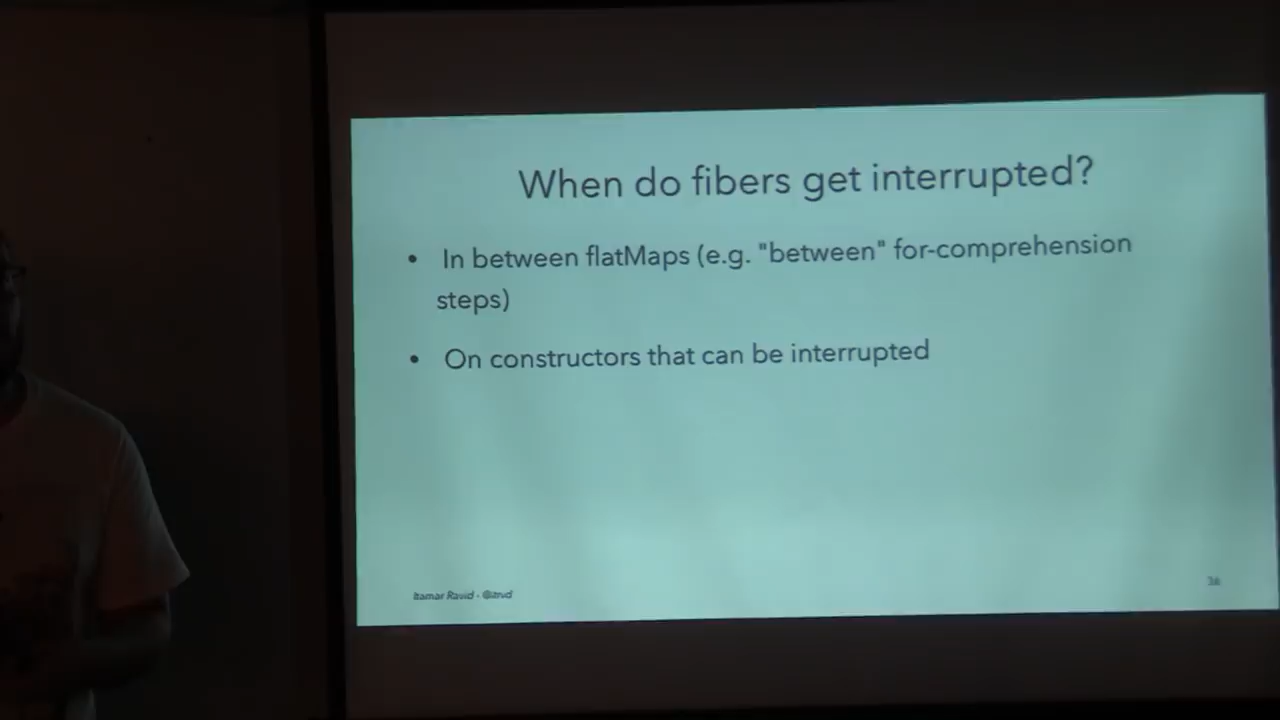 When do fibers get interrupted?
• In between flatMaps (e.g. "between" for-comprehension
steps)
• On constructors that can be interrupted
Itamar Ravid - @itrvd
36